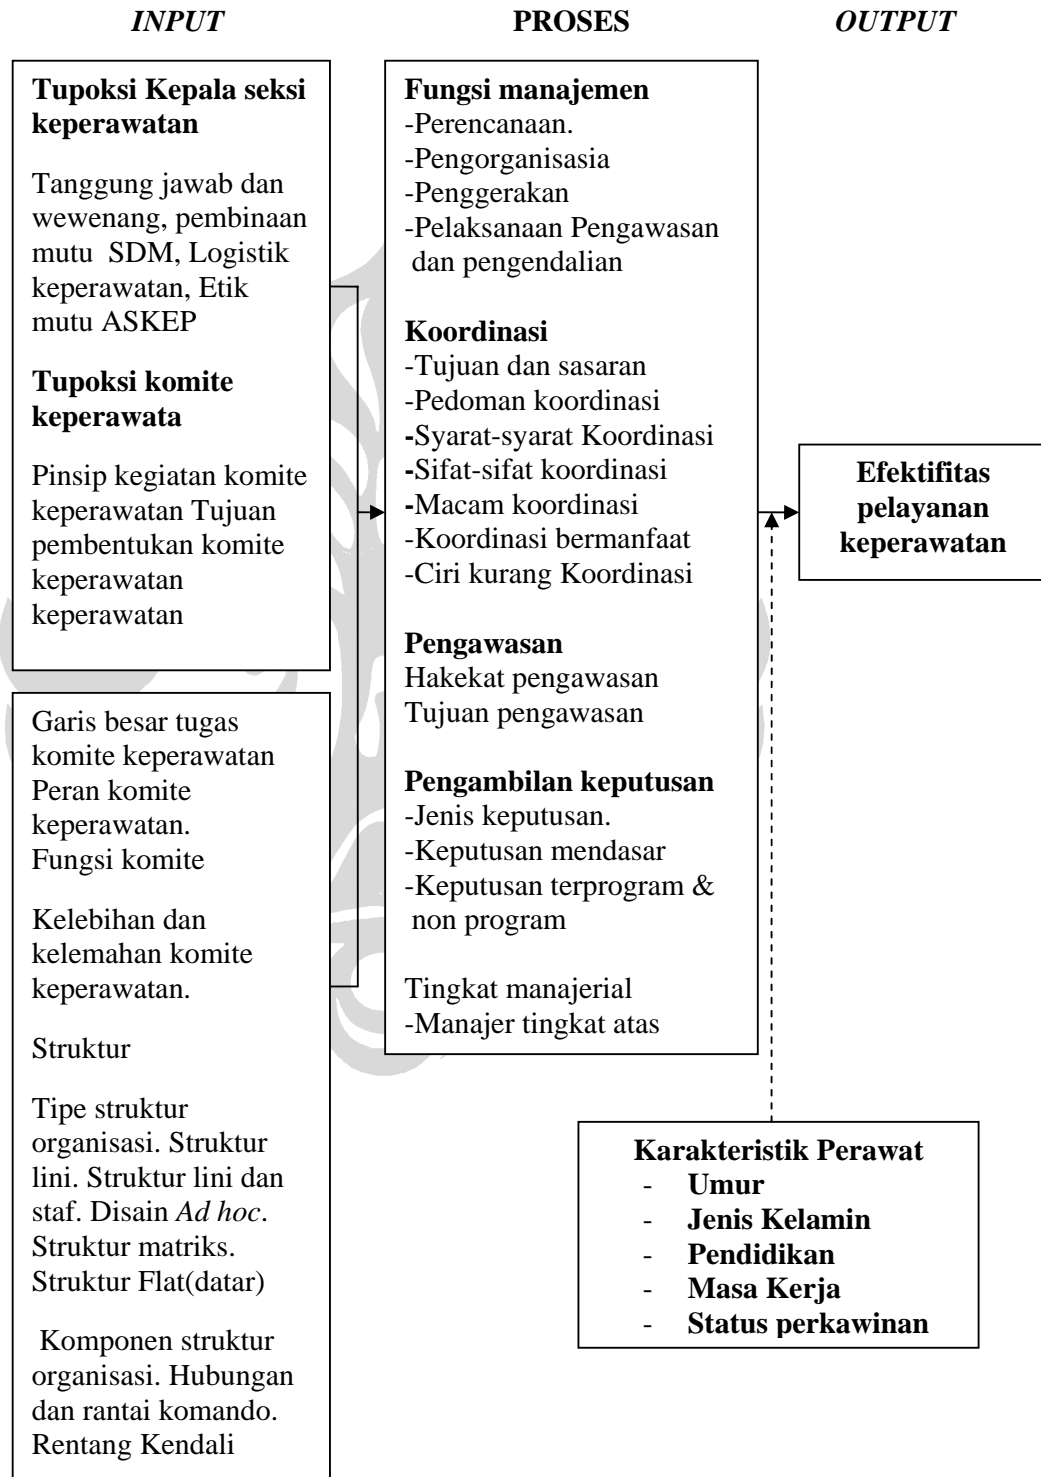 INPUT
PROSES
OUTPUT
Tupoksi Kepala seksi
keperawatan
Tanggung jawab dan
wewenang, pembinaan
mutu SDM, Logistik
keperawatan, Etik
mutu ASKEP
Tupoksi komite
keperawata
Pinsip kegiatan komite
keperawatan Tujuan
pembentukan komite
keperawatan
keperawatan
Garis besar tugas
komite keperawatan
Peran komite
keperawatan.
Fungsi komite
Kelebihan dan
kelemahan komite
keperawatan.
Struktur
Tipe struktur
organisasi. Struktur
lini. Struktur lini dan
staf. Disain Ad hoc.
Struktur matriks.
Struktur Flat(datar)
Komponen struktur
organisasi. Hubungan
dan rantai komando.
Rentang Kendali
Fungsi manajemen
-Perencanaan.
-Pengorganisasia
-Penggerakan
-Pelaksanaan Pengawasan
dan pengendalian
Koordinasi
-Tujuan dan sasaran
-Pedoman koordinasi
-Syarat-syarat Koordinasi
-Sifat-sifat koordinasi
-Macam koordinasi
-Koordinasi bermanfaat
-Ciri kurang Koordinasi
Pengawasan
Hakekat pengawasan
Tujuan pengawasan
Pengambilan keputusan
-Jenis keputusan.
-Keputusan mendasar
-Keputusan terprogram &
non program
Tingkat manajerial
-Manajer tingkat atas
Efektifitas
pelayanan
keperawatan
Karakteristik Perawat
- Umur
- Jenis Kelamin
- Pendidikan
- Masa Kerja
- Status perkawinan